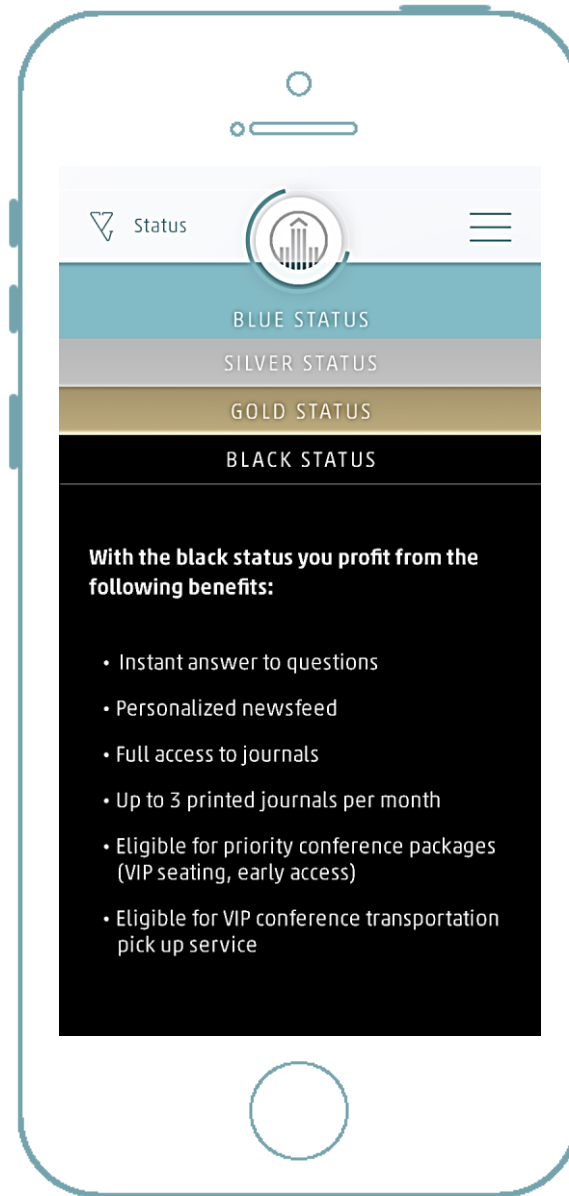 Status
BLUE STATUS
SILVER STATUS
GOLD STATUS
BLACK STATUS
With the black status you profit from the
following benefits:
• Instant answer to questions
• Personalized newsfeed
• Full access to journals
• Up to 3 printed journals per month
• Eligible for priority conference packages
(VIP seating, early access)
• Eligible for VIP conference transportation
pick up service